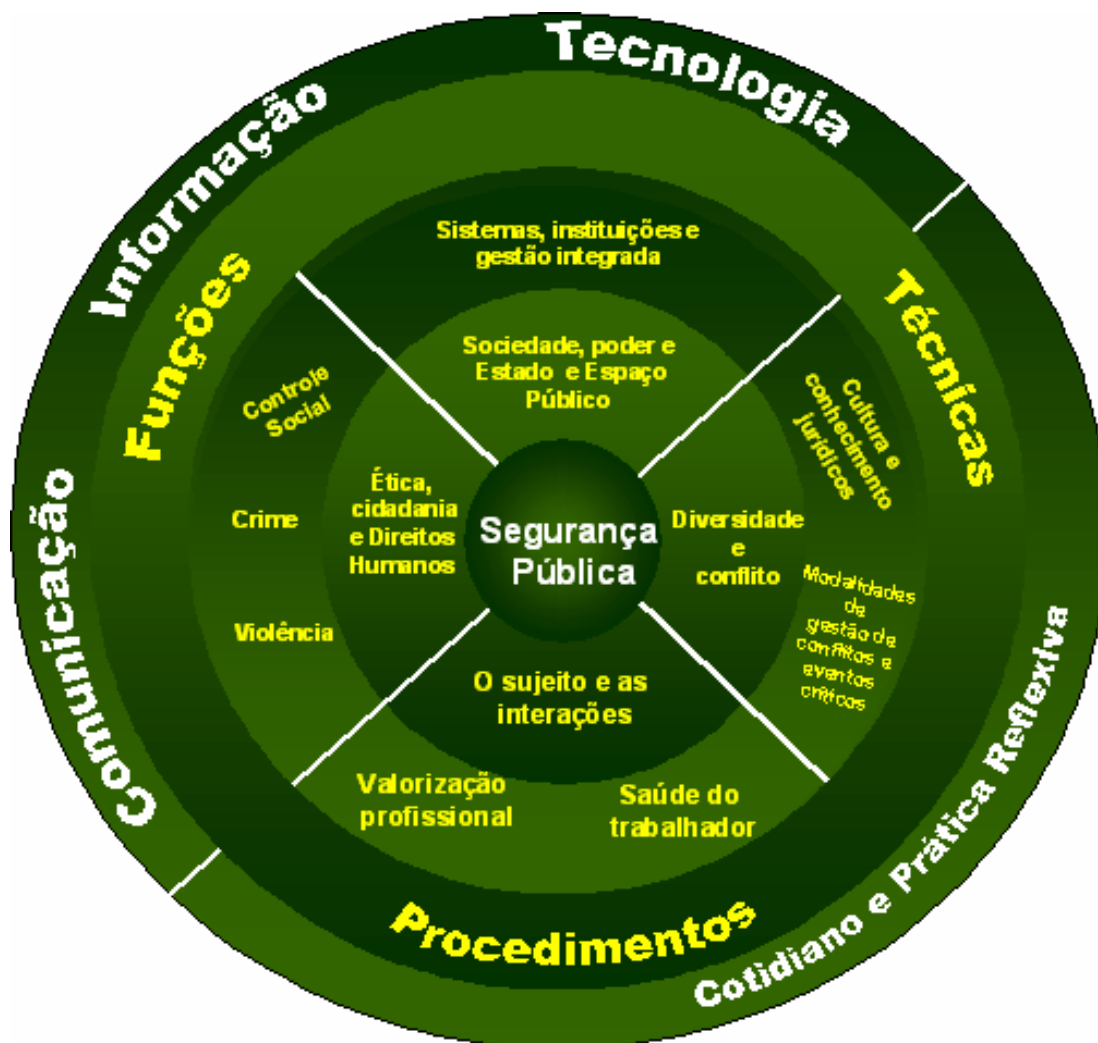 Tecnologia
Informação
Comunicação
Cotidiano e Prática Reflexiva
Funções
Técnicas
Procedimentos
Sistemas, instituições e
gestão integrada
Sociedade, poder e
Estado e Espaço
Público
Controle
Social
Crime
Violência
Ética,
cidadania
e Direitos
Humanos
Segurança
Pública
Diversidade
e
conflito
Cultura e
conhecimento
jurídicos
Modalidades
de
gestão de
conflitos e
eventos
críticos
O sujeito e as
interações
Valorização
profissional
Saúde do
trabalhador